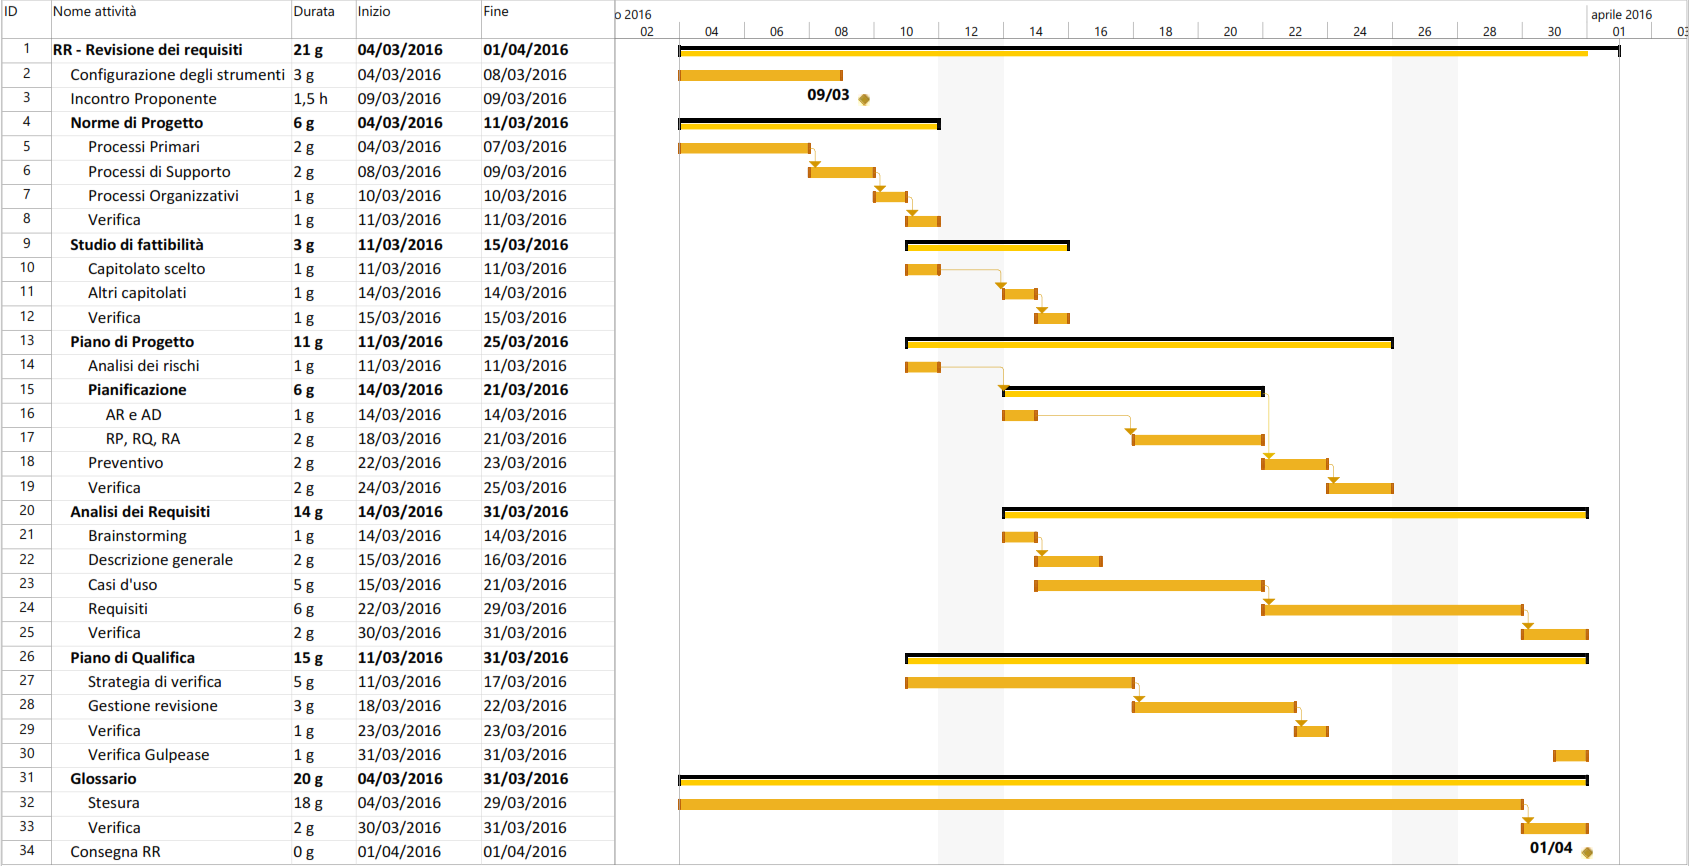 ID Nome attività Durata Inizio Fine
o 2016 aprile 2016
02 04 06 08 10 12 14 16 18 20 22 24 26 28 30 01 03
1 RR - Revisione dei requisiti 21 g 04/03/2016 01/04/2016
2 Configurazione degli strumenti 3 g 04/03/2016 08/03/2016
3 Incontro Proponente 1,5 h 09/03/2016 09/03/2016 09/03
4 Norme di Progetto 6 g 04/03/2016 11/03/2016
5 Processi Primari 2 g 04/03/2016 07/03/2016
6 Processi di Supporto 2 g 08/03/2016 09/03/2016
7 Processi Organizzativi 1 g 10/03/2016 10/03/2016
8 Verifica 1 g 11/03/2016 11/03/2016
9 Studio di fattibilità 3 g 11/03/2016 15/03/2016
10 Capitolato scelto 1 g 11/03/2016 11/03/2016
11 Altri capitolati 1 g 14/03/2016 14/03/2016
12 Verifica 1 g 15/03/2016 15/03/2016
13 Piano di Progetto 11 g 11/03/2016 25/03/2016
14 Analisi dei rischi 1 g 11/03/2016 11/03/2016
15 Pianificazione 6 g 14/03/2016 21/03/2016
16 AR e AD 1 g 14/03/2016 14/03/2016
17 RP, RQ, RA 2 g 18/03/2016 21/03/2016
18 Preventivo 2 g 22/03/2016 23/03/2016
19 Verifica 2 g 24/03/2016 25/03/2016
20 Analisi dei Requisiti 14 g 14/03/2016 31/03/2016
21 Brainstorming 1 g 14/03/2016 14/03/2016
22 Descrizione generale 2 g 15/03/2016 16/03/2016
23 Casi d'uso 5 g 15/03/2016 21/03/2016
24 Requisiti 6 g 22/03/2016 29/03/2016
25 Verifica 2 g 30/03/2016 31/03/2016
26 Piano di Qualifica 15 g 11/03/2016 31/03/2016
27 Strategia di verifica 5 g 11/03/2016 17/03/2016
28 Gestione revisione 3 g 18/03/2016 22/03/2016
29 Verifica 1 g 23/03/2016 23/03/2016
30 Verifica Gulpease 1 g 31/03/2016 31/03/2016
31 Glossario 20 g 04/03/2016 31/03/2016
32 Stesura 18 g 04/03/2016 29/03/2016
33 Verifica 2 g 30/03/2016 31/03/2016
34 Consegna RR 0 g 01/04/2016 01/04/2016 01/04